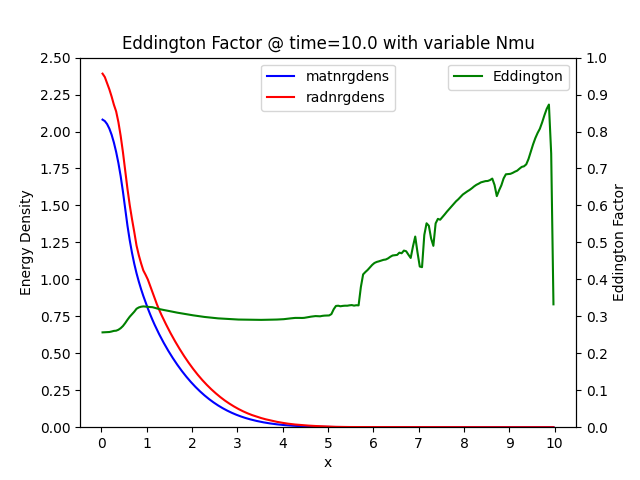 Eddington Factor @ time=10.0 with variable Nmu
matnrgdens
radnrgdens
Eddington
Energy Density
2.50
2.25
2.00
1.75
1.50
1.25
1.00
0.75
0.50
0.25
0.00
1.0
0.9
0.8
0.7
0.6
0.5
0.4
0.3
0.2
0.1
0.0
Eddington Factor
0 1 2 3 4 5 6 7 8 9 10
x